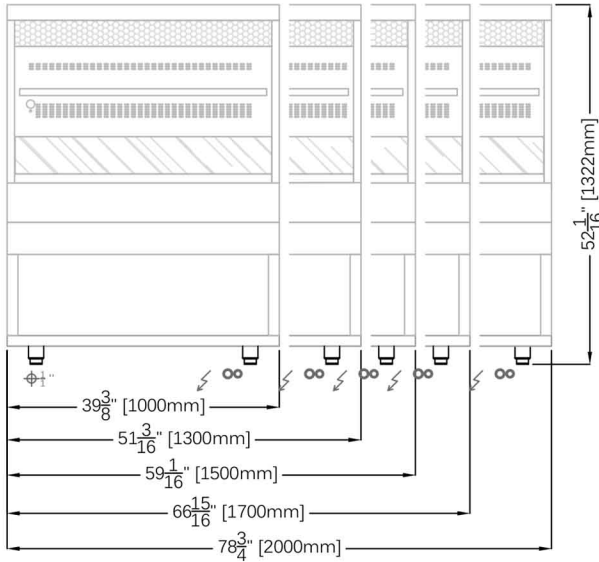 52 1/16" [1322mm]
1"
39 3/8" [1000mm]
51 3/16" [1300mm]
59 1/16" [1500mm]
66 15/16" [1700mm]
78 3/4" [2000mm]